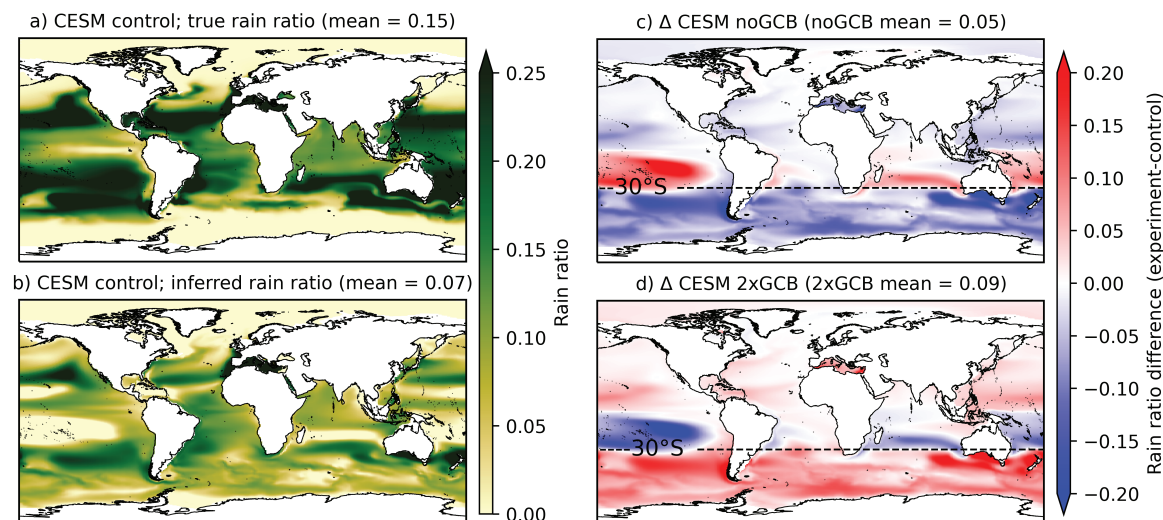 a) CESM control; true rain ratio (mean = 0.15)
0.25
0.20
0.15
0.10
0.05
0.00
Rain ratio
b) CESM control; inferred rain ratio (mean = 0.07)
c) Δ CESM noGCB (noGCB mean = 0.05)
30°S
d) Δ CESM 2xGCB (2xGCB mean = 0.09)
30°S
0.20
0.15
0.10
0.05
0.00
−0.05
−0.10
−0.15
−0.20
Rain ratio difference (experiment-control)